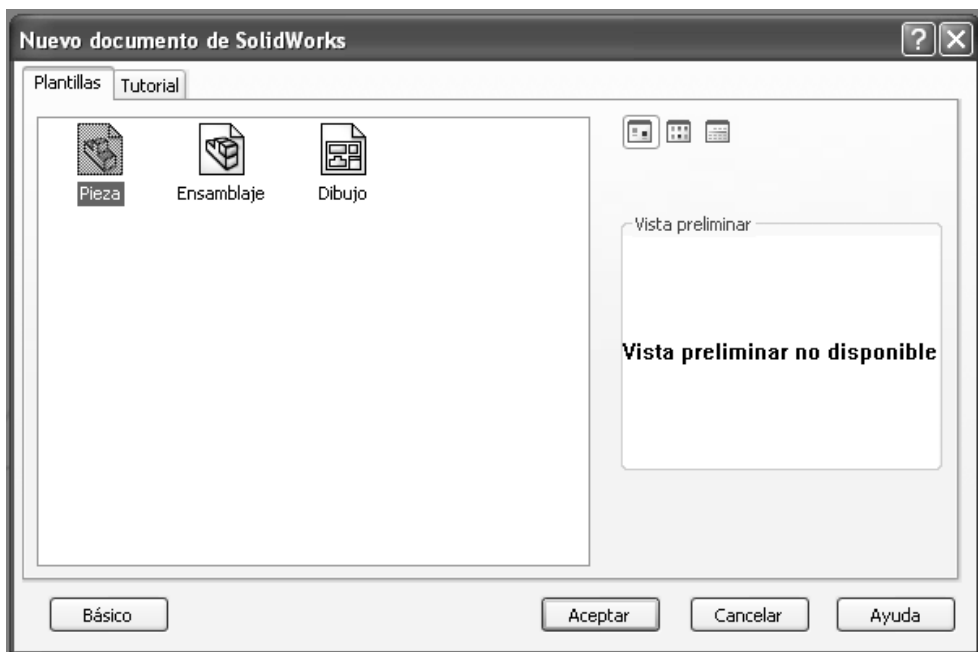 Nuevo documento de SolidWorks
Plantillas Tutorial
Pieza Ensamblaje Dibujo
Vista preliminar
Vista preliminar no disponible
Básico Aceptar Cancelar Ayuda